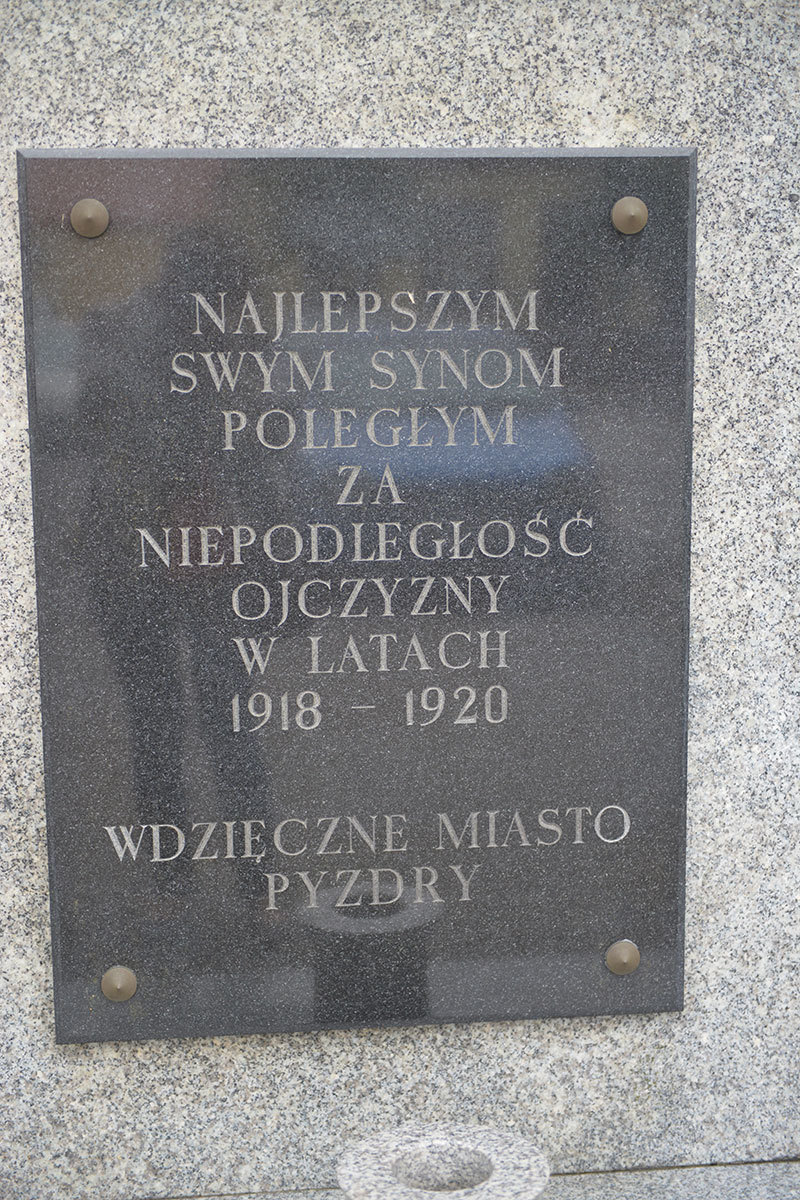 NAJLEPSZYM
SWYM SYNOM
POLEGŁYM
ZA
NIEPODLEGŁOŚĆ
OJCZYZNY
W LATACH
1918 – 1920
WDZIĘCZNE MIASTO
PYZDRY